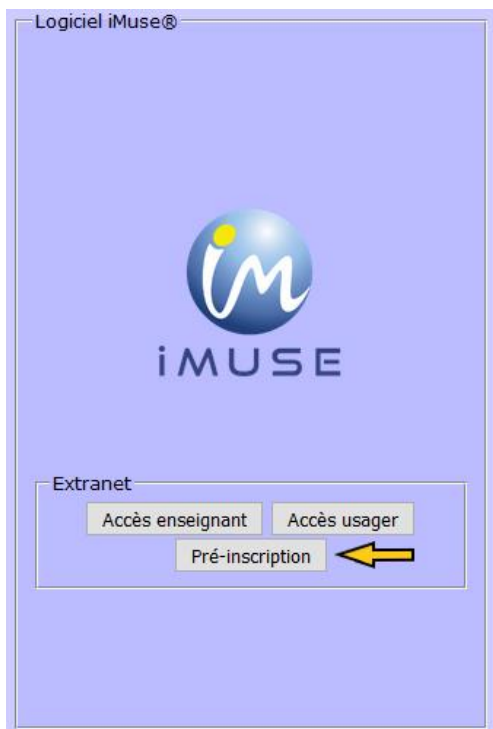 Logiciel iMuse®
im
iMUSE
Extranet
Accès enseignant Accès usager
Pré-inscription